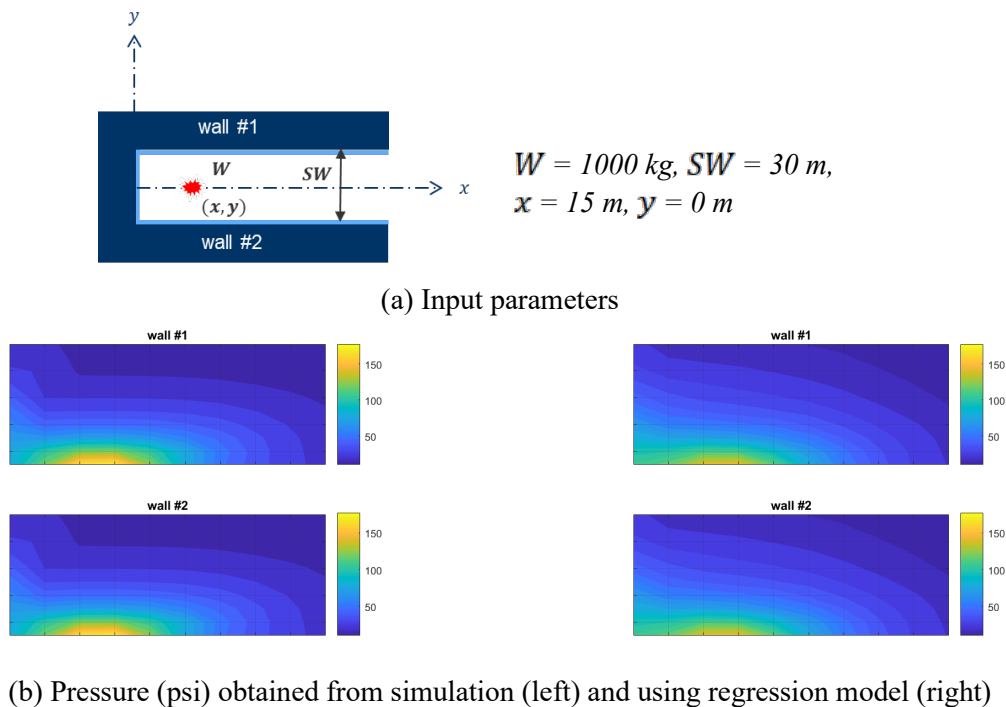 y
wall #1
W
SW
x
(x, y)
wall #2
W = 1000 kg, SW = 30 m,
x = 15 m, y = 0 m
(a) Input parameters
wall #1
150
100
50
wall #1
150
100
50
wall #2
150
100
50
wall #2
150
100
50
(b) Pressure (psi) obtained from simulation (left) and using regression model (right)